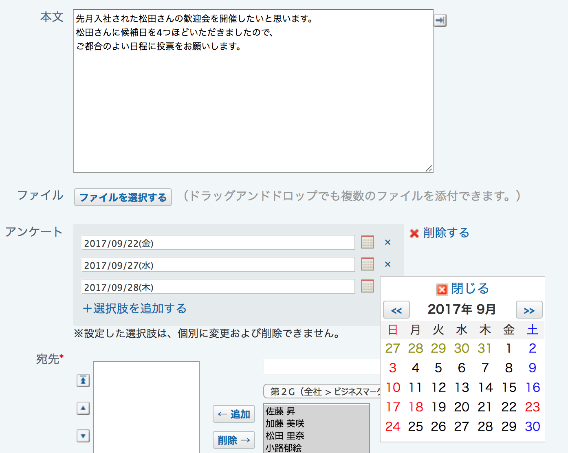 本文
先月入社された松田さんの歓迎会を開催したいと思います。
松田さんに候補日を4つほどいただきましたので、
ご都合のよい日程に投票をお願いします。
ファイル
ファイルを選択する
（ドラッグアンドドロップでも複数のファイルを添付できます。）
アンケート
2017/09/22(金)
×
削除する
2017/09/27(水)
×
2017/09/28(木)
＋選択肢を追加する
※設定した選択肢は、個別に変更および削除できません。
閉じる
<<
2017年 9月
>>
日 月 火 水 木 金 土
27 28 29 30 31 1 2
3 4 5 6 7 8 9
10 11 12 13 14 15 16
17 18 19 20 21 22 23
24 25 26 27 28 29 30
宛先*
第２G（全社 > ビジネスマーケ
← 追加
削除 →
佐藤 昇
加藤 美咲
松田 里奈
小路郁絵